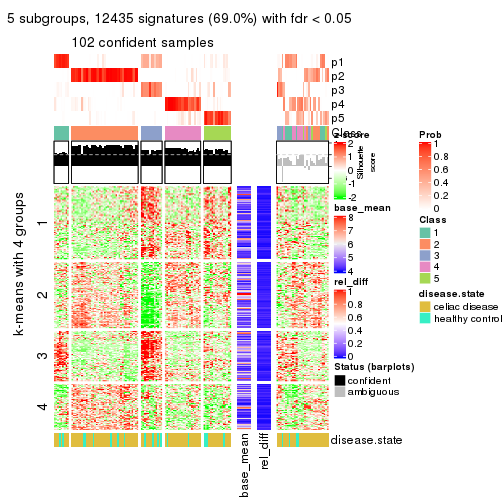 5 subgroups, 12435 signatures (69.0%) with fdr < 0.05
102 confident samples
p1
p2
p3
p4
p5
Class
Silhouette
score
k-means with 4 groups
1
2
3
4
base_mean
rel_diff
disease.state
z-score
2
1
0
-1
-2
base_mean
8
7
6
5
4
rel_diff
1
0.8
0.6
0.4
0.2
0
Status (barplots)
confident
ambiguous
Prob
1
0.8
0.6
0.4
0.2
0
Class
1
2
3
4
5
disease.state
celiac disease
healthy control